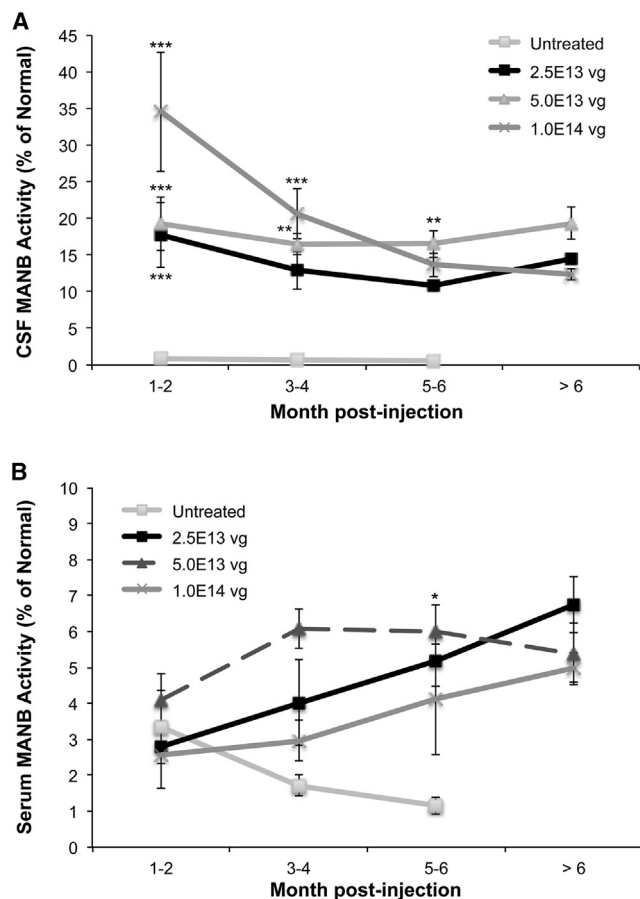 A
45
40
35
30
25
20
15
10
5
0
CSF MANB Activity (% of Normal)
***
***
***
***
**
**
Untreated
2.5E13 vg
5.0E13 vg
1.0E14 vg
1-2
3-4
5-6
> 6
Month post-injection
B
10
9
8
7
6
5
4
3
2
1
0
Serum MANB Activity (% of Normal)
Untreated
2.5E13 vg
5.0E13 vg
1.0E14 vg
*
1-2
3-4
5-6
> 6
Month post-injection